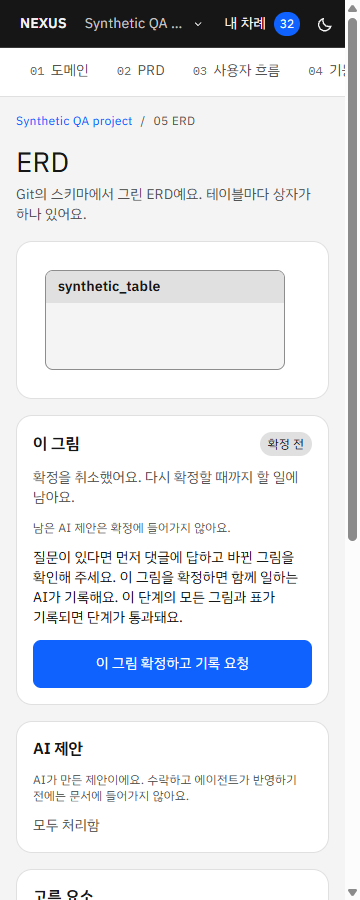 NEXUS Synthetic QA ... 내 차례 32
01 도메인 02 PRD 03 사용자 흐름 04
Synthetic QA project / 05 ERD
ERD
Git의 스키마에서 그린 ERD예요. 테이블마다 상자가
하나 있어요.
synthetic_table
이 그림 확정 전
확정을 취소했어요. 다시 확정할 때까지 할 일에
남아요.
남은 AI 제안은 확정에 들어가지 않아요.
질문이 있다면 먼저 댓글에 답하고 바뀐 그림을
확인해 주세요. 이 그림을 확정하면 함께 일하는
AI가 기록해요. 이 단계의 모든 그림과 표가
기록되면 단계가 통과돼요.
이 그림 확정하고 기록 요청
AI 제안
AI가 만든 제안이에요. 수락하고 에이전트가 반영하기
전에는 문서에 들어가지 않아요.
모두 처리함
고른 요소